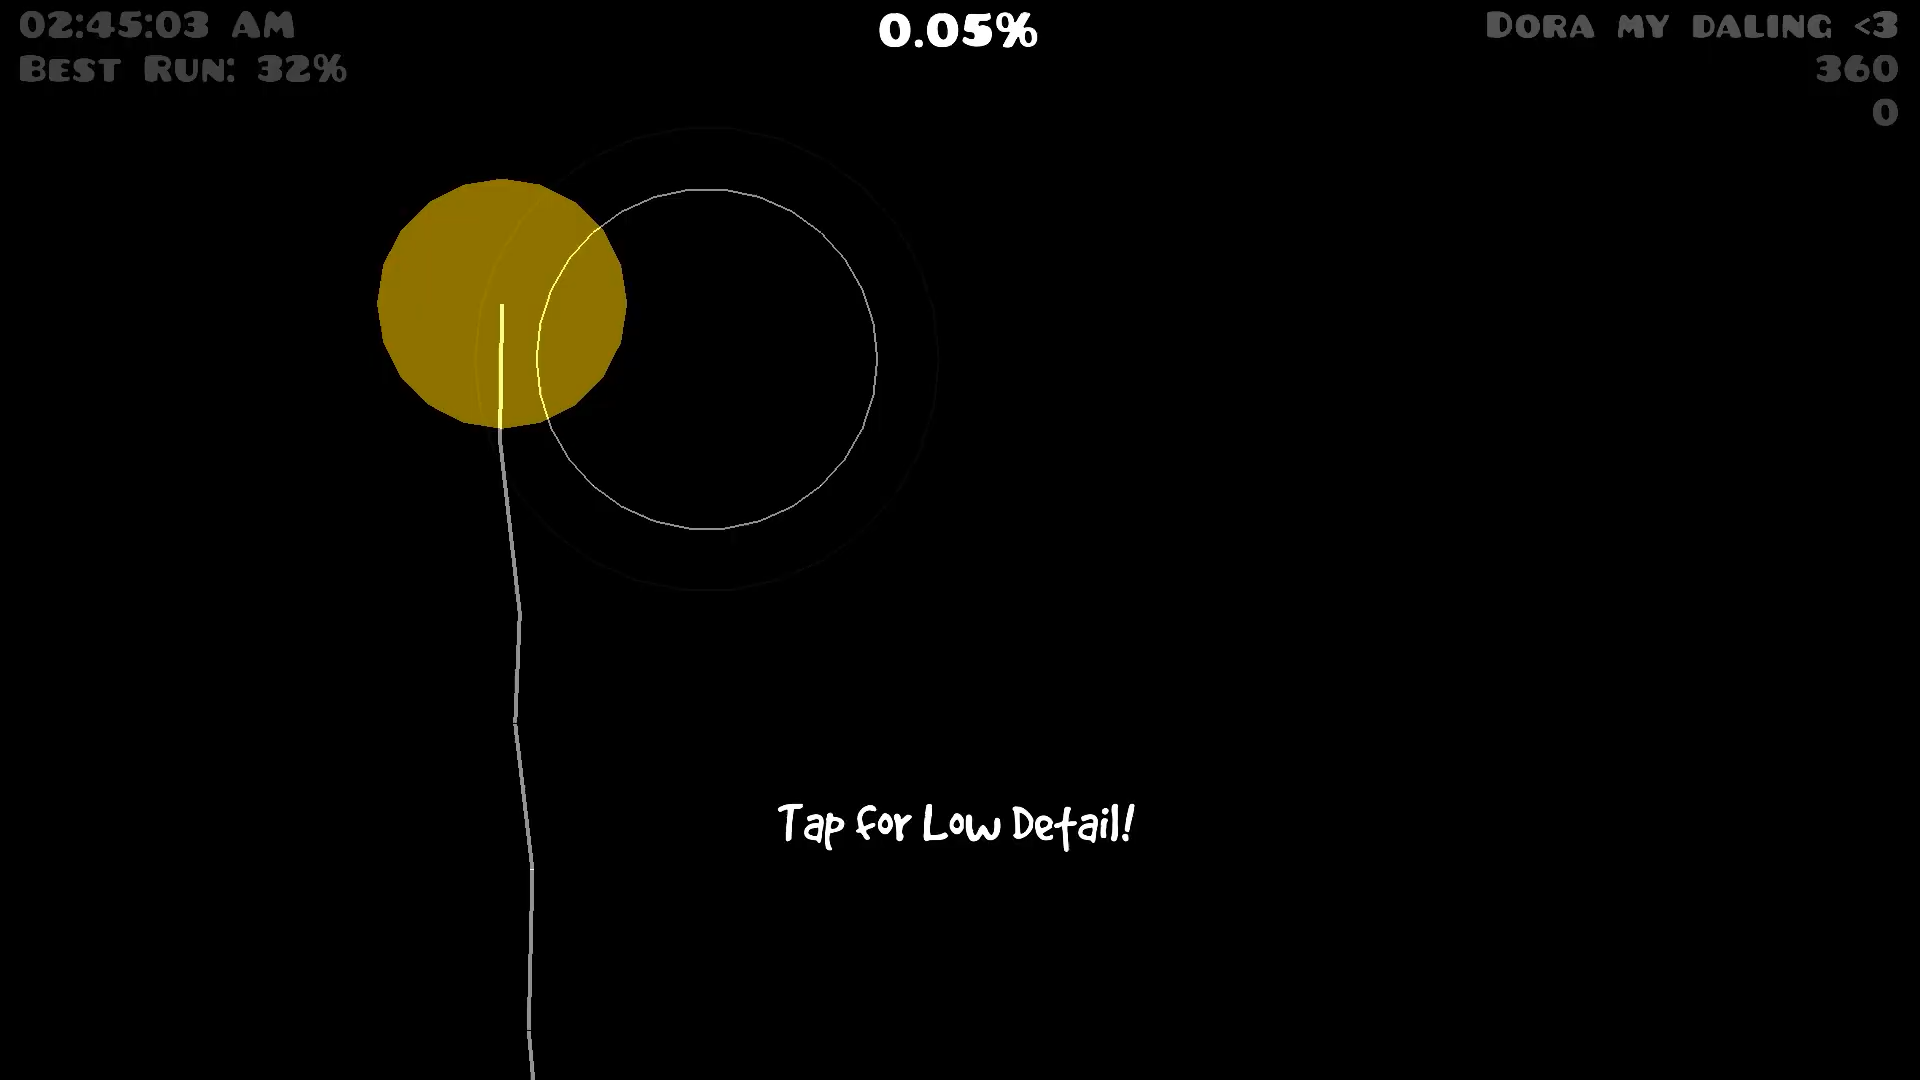 02:45:03 AM
Best Run: 32%
0.05%
Dora my daling <3
360
0
Tap for Low Detail!